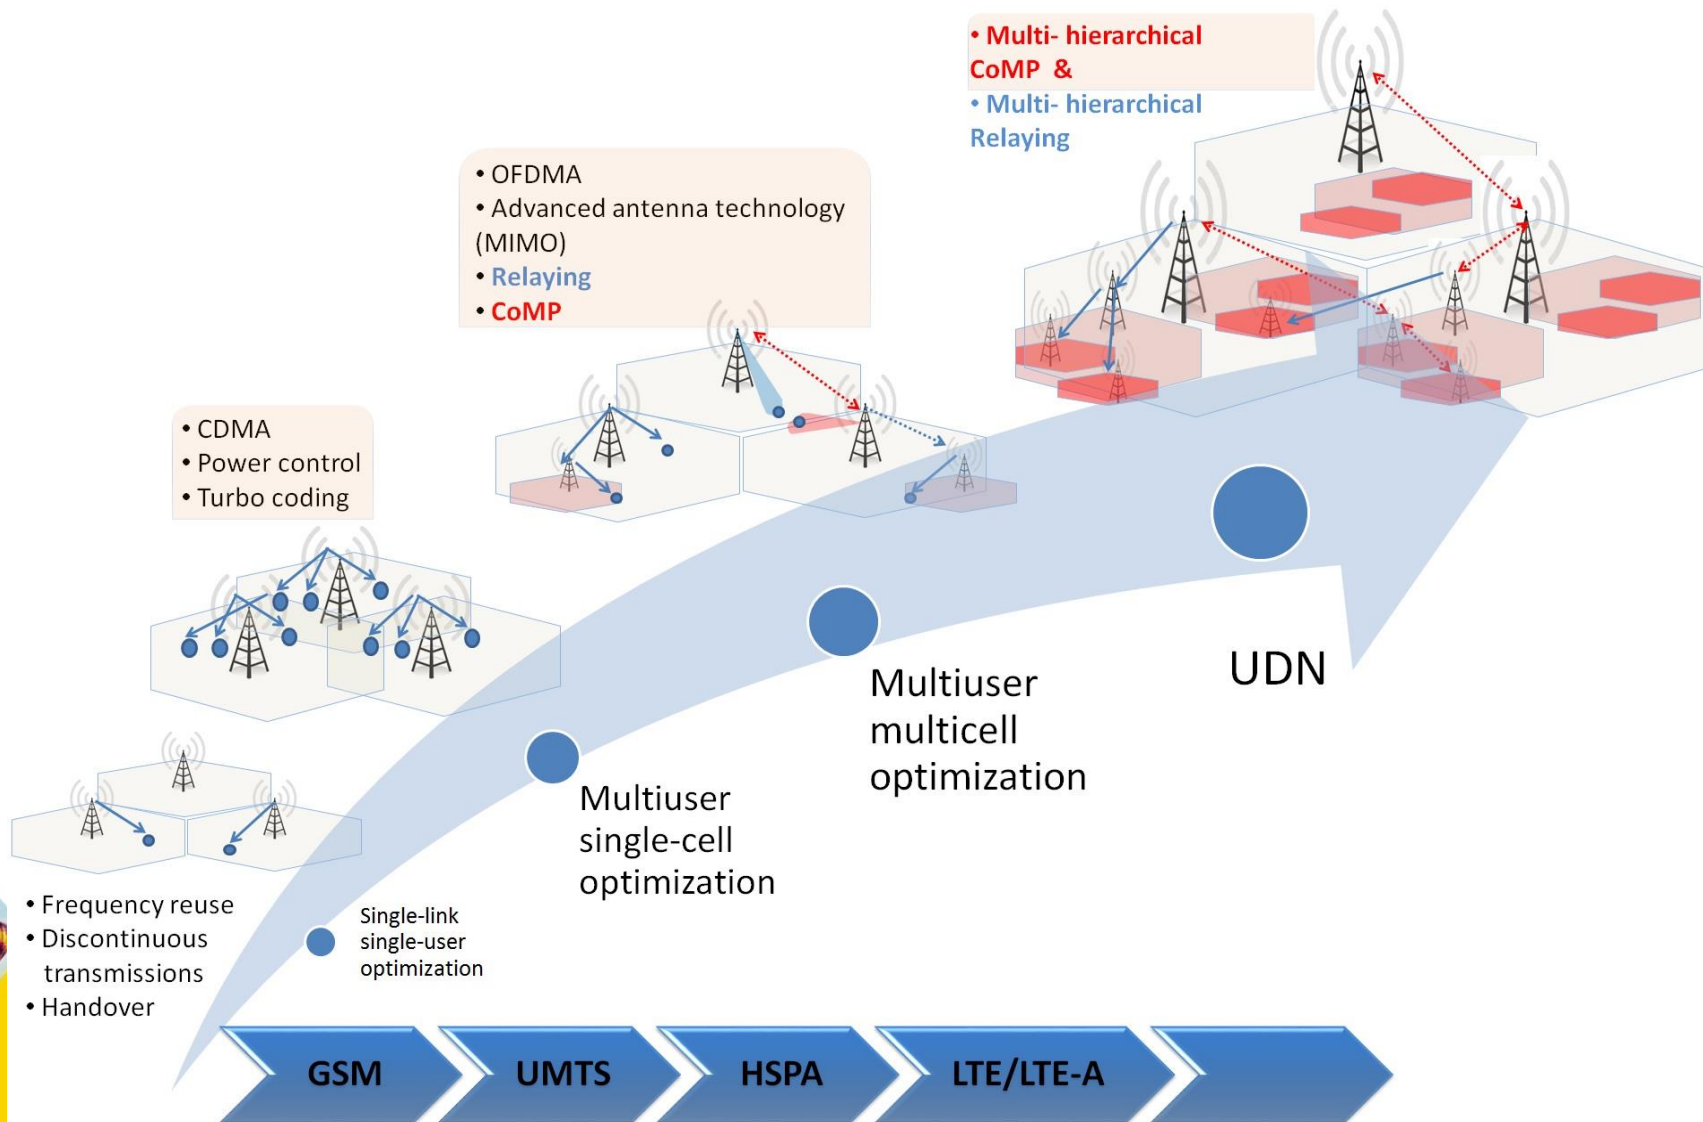 • Multi- hierarchical
CoMP  &
• Multi- hierarchical
Relaying
• OFDMA
• Advanced antenna technology
(MIMO)
• Relaying
• CoMP
• CDMA
• Power control
• Turbo coding
• Frequency reuse
• Discontinuous
transmissions
• Handover
Single-link
single-user
optimization
Multiuser
single-cell
optimization
Multiuser
multicell
optimization
UDN
GSM
UMTS
HSPA
LTE/LTE-A